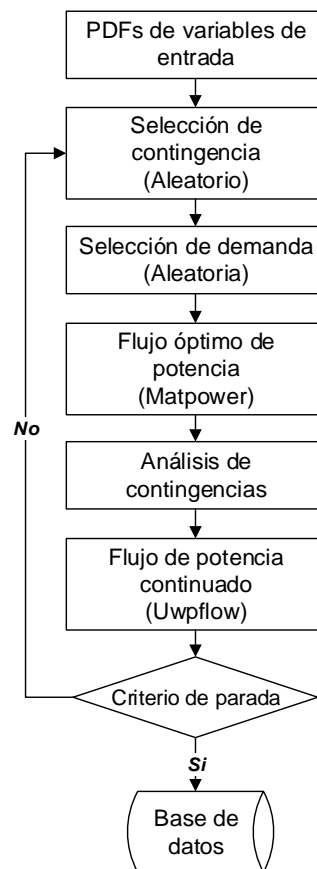 PDFs de variables de
entrada
Selección de
contingencia
(Aleatorio)
Selección de demanda
(Aleatoria)
Flujo óptimo de
potencia
(Matpower)
No
Análisis de
contingencias
Flujo de potencia
continuado
(Uwpflow)
Criterio de parada
Si
Base de
datos